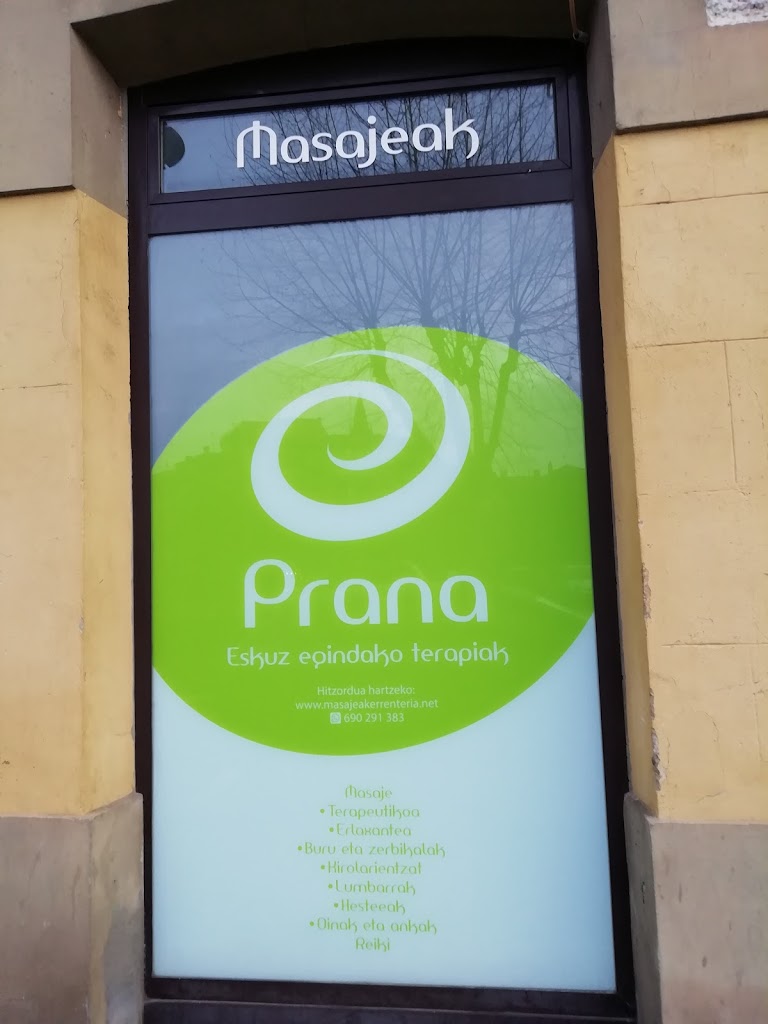 Masajeak
Prana
Eskuz egindako terapiak
Hitzordua hartzeko:
www.masajeakerrenteria.net
690 291 383
Masaje
•Terapeutikoa
•Erlaxantea
•Buru eta zerbikalak
•Kirolarientzat
•Lumbarrak
•Hesteeak
•Oinak eta ankak
Reiki